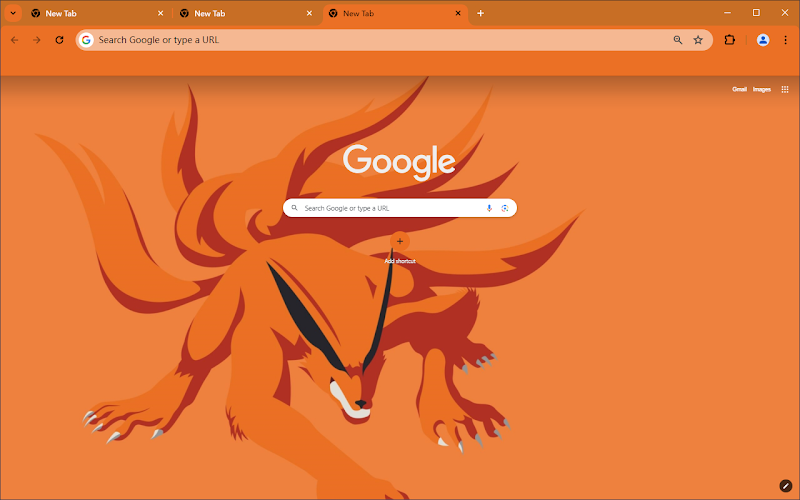 New Tab
New Tab
New Tab
Search Google or type a URL
Gmail Images
Google
Search Google or type a URL
Add shortcut